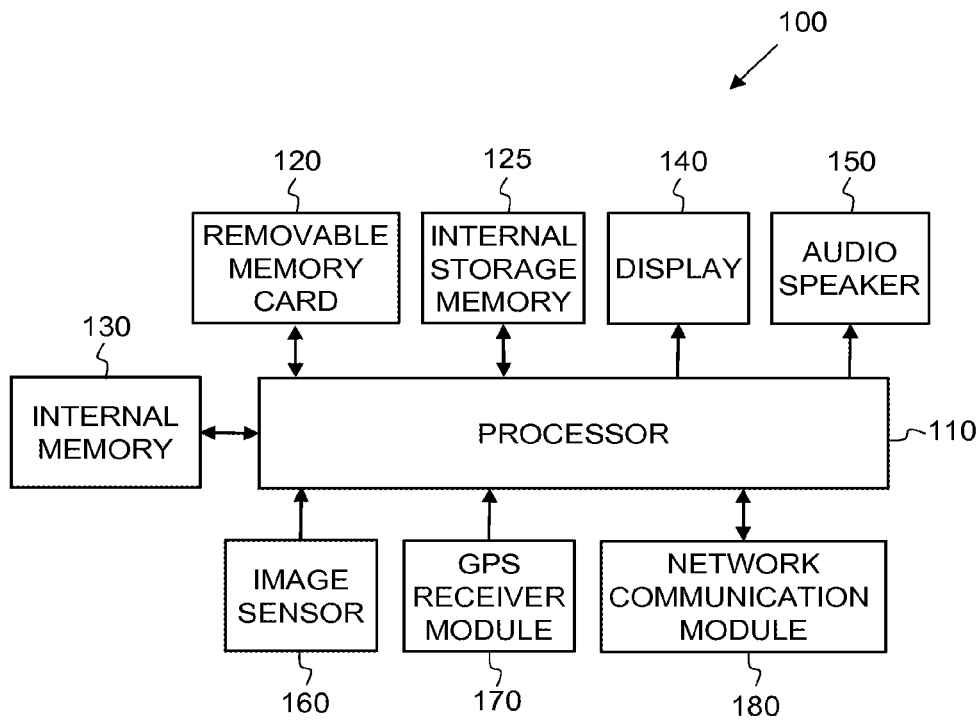 100
120
125
140
150
REMOVABLE
MEMORY
CARD
INTERNAL
STORAGE
MEMORY
DISPLAY
AUDIO
SPEAKER
130
INTERNAL
MEMORY
PROCESSOR
110
IMAGE
SENSOR
GPS
RECEIVER
MODULE
NETWORK
COMMUNICATION
MODULE
160
170
180